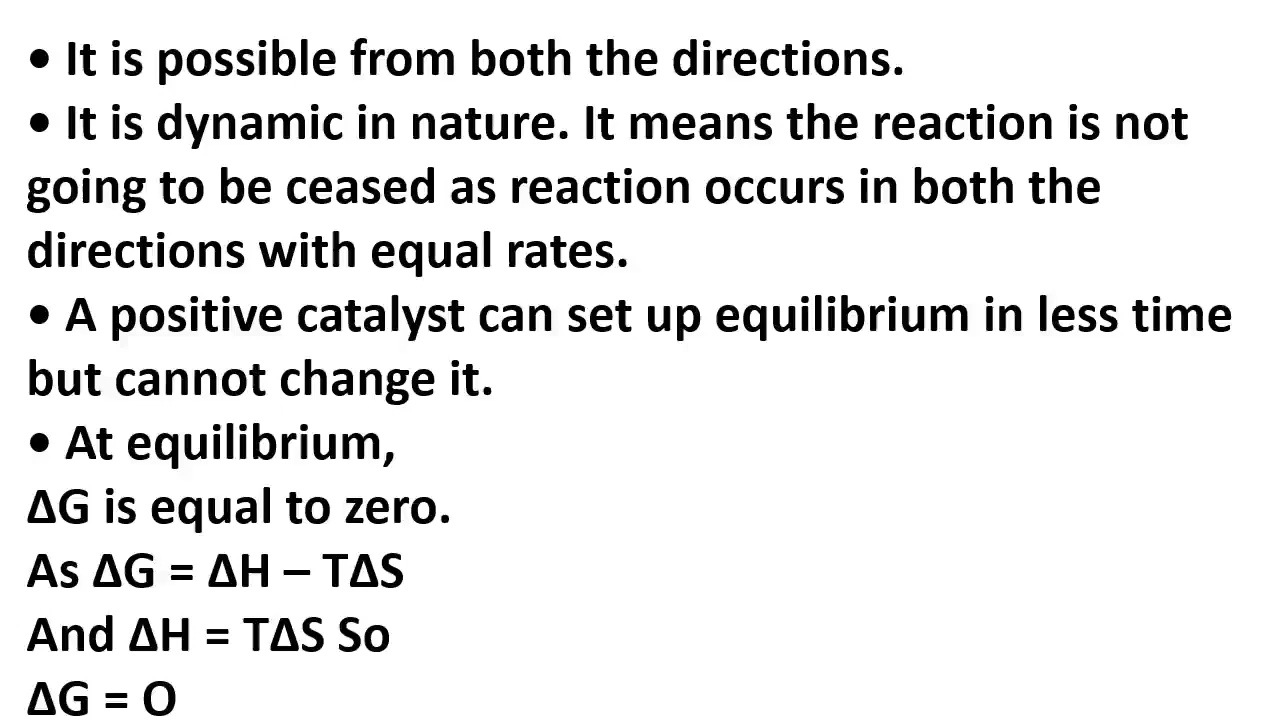 • It is possible from both the directions.
• It is dynamic in nature. It means the reaction is not
going to be ceased as reaction occurs in both the
directions with equal rates.
• A positive catalyst can set up equilibrium in less time
but cannot change it.
• At equilibrium,
ΔG is equal to zero.
As ΔG = ΔH – TΔS
And ΔH = TΔS So
ΔG = O